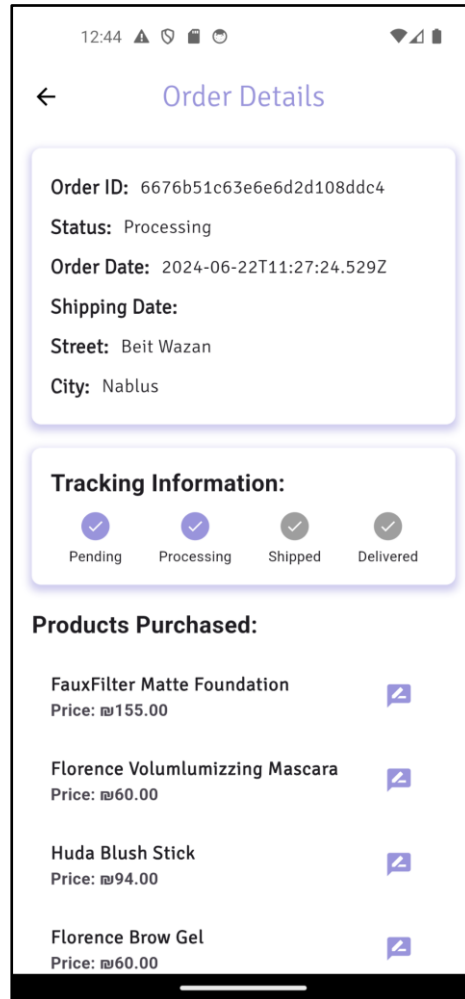 12:44
Order Details
Order ID: 6676b51c63e6e6d2d108ddc4
Status: Processing
Order Date: 2024-06-22T11:27:24.529Z
Shipping Date:
Street: Beit Wazan
City: Nablus
Tracking Information:
Pending Processing Shipped Delivered
Products Purchased:
FauxFilter Matte Foundation
Price: ₪155.00
Florence Volumlumizzing Mascara
Price: ₪60.00
Huda Blush Stick
Price: ₪94.00
Florence Brow Gel
Price: ₪60.00